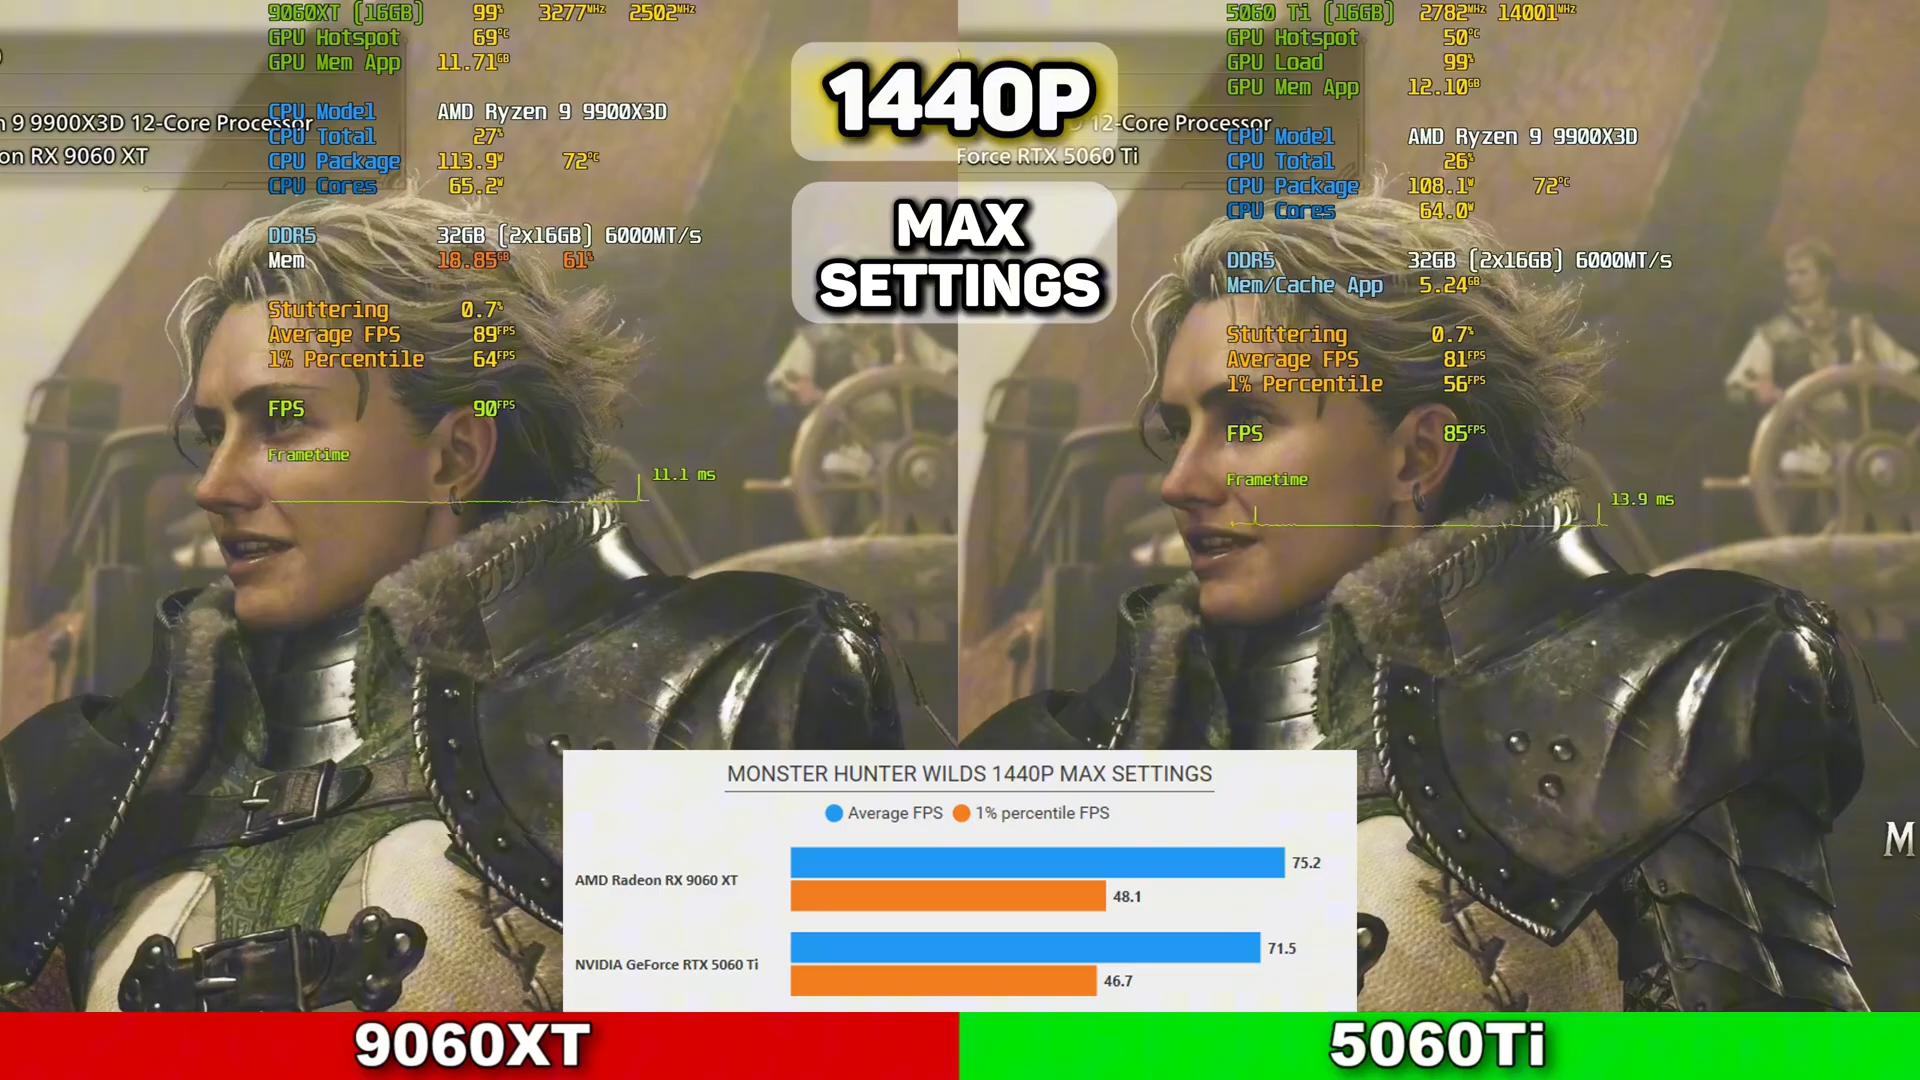 9060XT (16GB) 99% 3277MHz 2502MHz
GPU Hotspot 69°C
GPU Mem App 11.71GB
n 9 9900X3D 12-Core Processor
on RX 9060 XT
CPU Model AMD Ryzen 9 9900X3D
CPU Total 27%
CPU Package 113.9W 72°C
CPU Cores 65.2W
DDR5 32GB (2x16GB) 6000MT/s
Mem 18.85GB 61%
Stuttering 0.7%
Average FPS 89FPS
1% Percentile 64FPS
FPS 90FPS
Frametime
11.1 ms
1440P
MAX
SETTINGS
5060 Ti (16GB) 2782MHz 14001MHz
GPU Hotspot 50°C
GPU Load 99%
GPU Mem App 12.10GB
12-Core Processor
Force RTX 5060 Ti
CPU Model AMD Ryzen 9 9900X3D
CPU Total 26%
CPU Package 108.1W 72°C
CPU Cores 64.0W
DDR5 32GB (2x16GB) 6000MT/s
Mem/Cache App 5.24GB
Stuttering 0.7%
Average FPS 81FPS
1% Percentile 56FPS
FPS 85FPS
Frametime
13.9 ms
M
MONSTER HUNTER WILDS 1440P MAX SETTINGS
Average FPS 1% percentile FPS
AMD Radeon RX 9060 XT
75.2
48.1
NVIDIA GeForce RTX 5060 Ti
71.5
46.7
9060XT
5060Ti